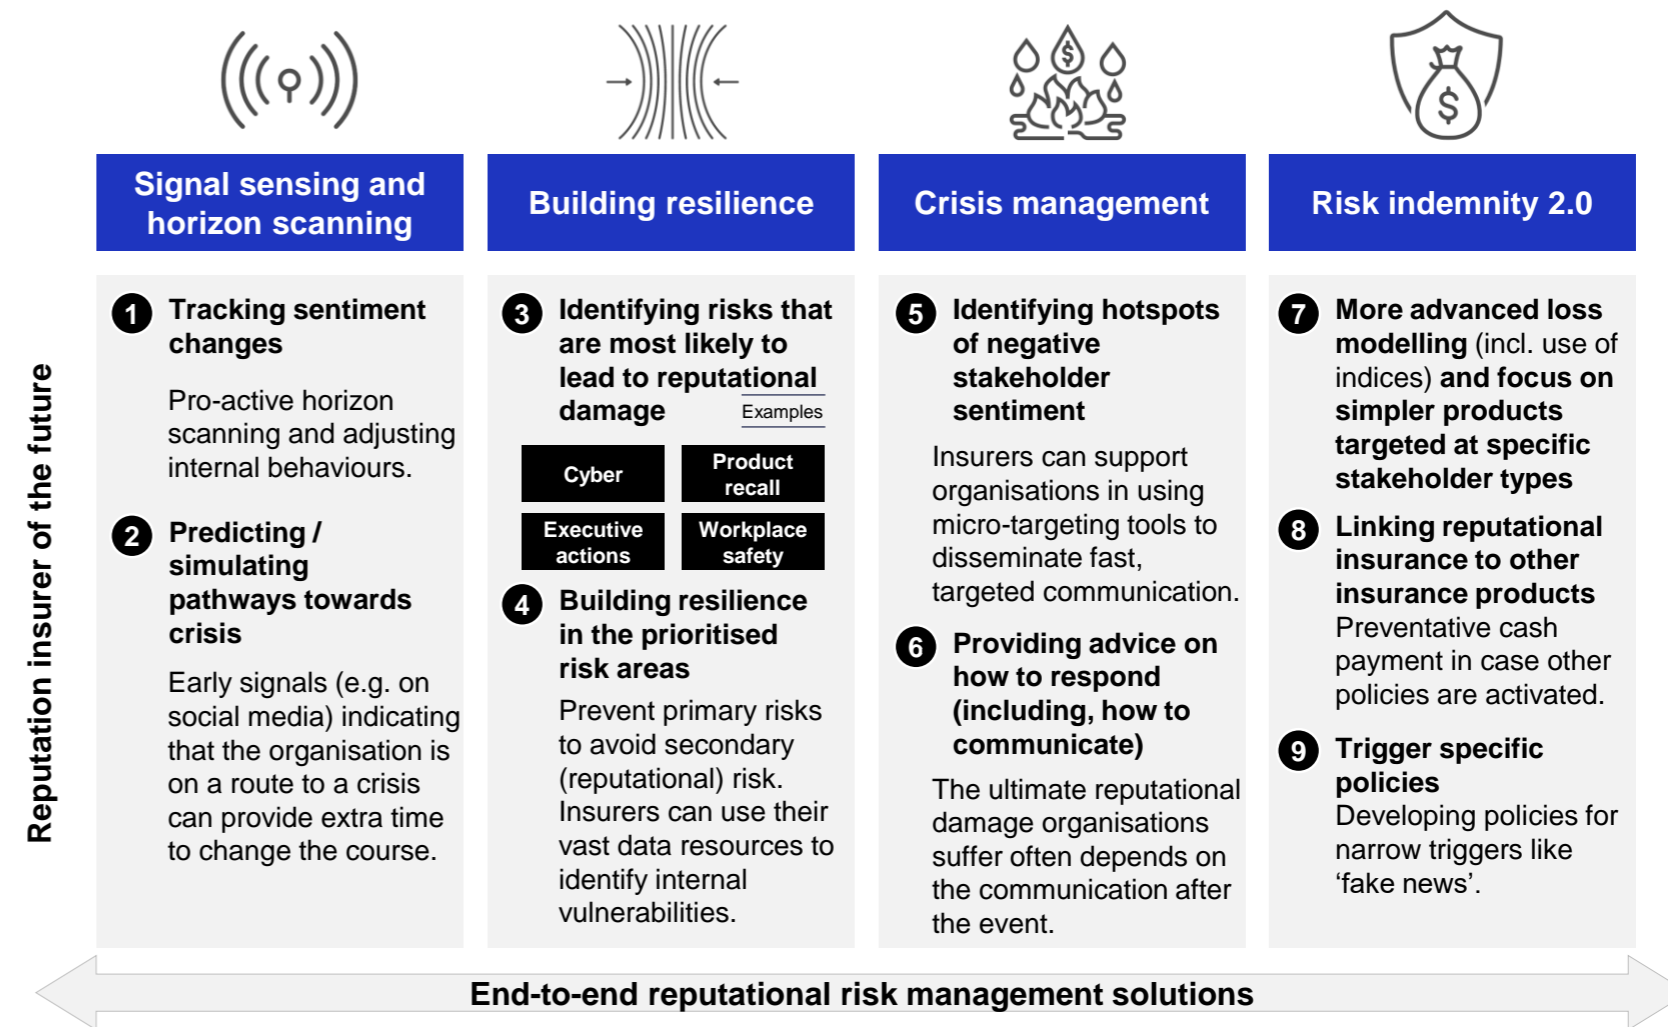 Reputation insurer of the future
Signal sensing and
horizon scanning
1
Tracking sentiment
changes
Pro-active horizon
scanning and adjusting
internal behaviours.
2
Predicting /
simulating
pathways towards
crisis
Early signals (e.g. on
social media) indicating
that the organisation is
on a route to a crisis
can provide extra time
to change the course.
Building resilience
3
Identifying risks that
are most likely to
lead to reputational
damage
Examples
Cyber
Product
recall
Executive
actions
Workplace
safety
4
Building resilience
in the prioritised
risk areas
Prevent primary risks
to avoid secondary
(reputational) risk.
Insurers can use their
vast data resources to
identify internal
vulnerabilities.
$
Crisis management
5
Identifying hotspots
of negative
stakeholder
sentiment
Insurers can support
organisations in using
micro-targeting tools to
disseminate fast,
targeted communication.
6
Providing advice on
how to respond
(including, how to
communicate)
The ultimate reputational
damage organisations
suffer often depends on
the communication after
the event.
$
Risk indemnity 2.0
7
More advanced loss
modelling (incl. use of
indices) and focus on
simpler products
targeted at specific
stakeholder types
8
Linking reputational
insurance to other
insurance products
Preventative cash
payment in case other
policies are activated.
9
Trigger specific
policies
Developing policies for
narrow triggers like
‘fake news’.
End-to-end reputational risk management solutions